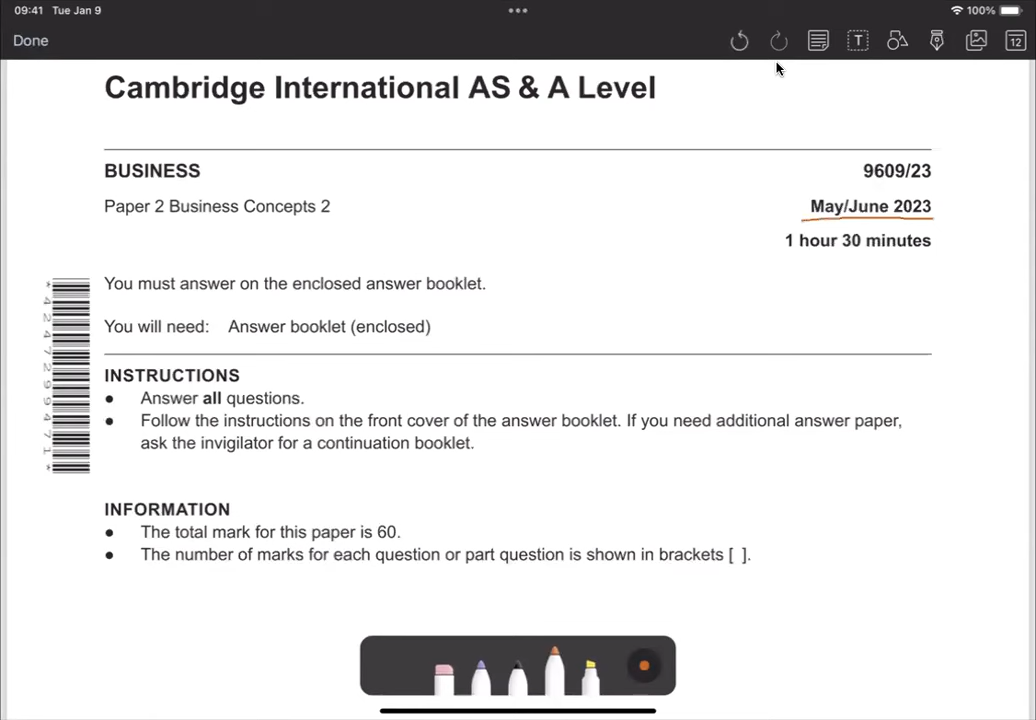 09:41 Tue Jan 9
100%
Done
T
12
Cambridge International AS & A Level
BUSINESS
9609/23
Paper 2 Business Concepts 2
May/June 2023
1 hour 30 minutes
You must answer on the enclosed answer booklet.
You will need: Answer booklet (enclosed)
INSTRUCTIONS
● Answer all questions.
● Follow the instructions on the front cover of the answer booklet. If you need additional answer paper,
ask the invigilator for a continuation booklet.
INFORMATION
● The total mark for this paper is 60.
● The number of marks for each question or part question is shown in brackets [ ].
*4247299471*